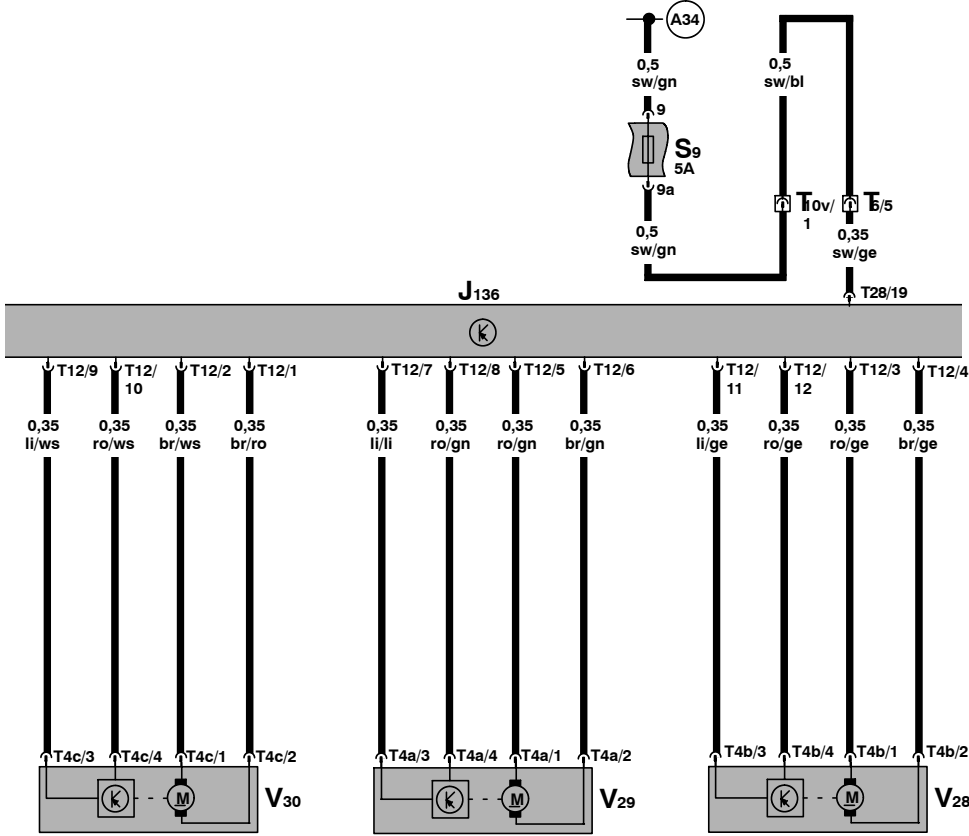 A34
0,5
sw/gn
0,5
sw/bl
9
S9
5A
9a
0,5
sw/gn
T10v/
1
T6/5
0,35
sw/ge
T28/19
J136
T12/9 T12/ T12/2 T12/1 T12/7 T12/8 T12/5 T12/6 T12/ T12/ T12/3 T12/4
10 11 12
0,35 0,35 0,35 0,35 0,35 0,35 0,35 0,35 0,35 0,35 0,35 0,35
li/ws ro/ws br/ws br/ro li/li ro/gn ro/gn br/gn li/ge ro/ge ro/ge br/ge
T4c/3 T4c/4 T4c/1 T4c/2 T4a/3 T4a/4 T4a/1 T4a/2 T4b/3 T4b/4 T4b/1 T4b/2
M V30 M V29 M V28